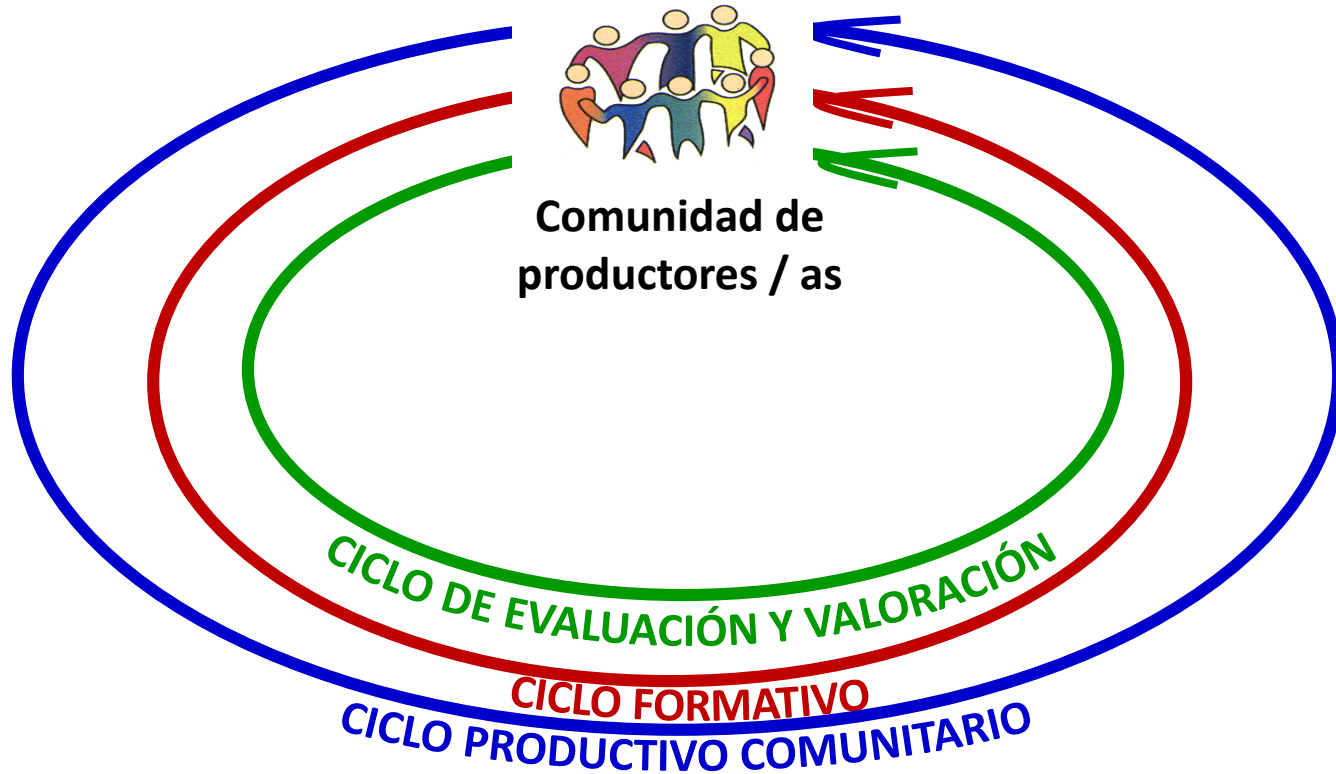 Comunidad de
productores / as
CICLO DE EVALUACIÓN Y VALORACIÓN
CICLO FORMATIVO
CICLO PRODUCTIVO COMUNITARIO